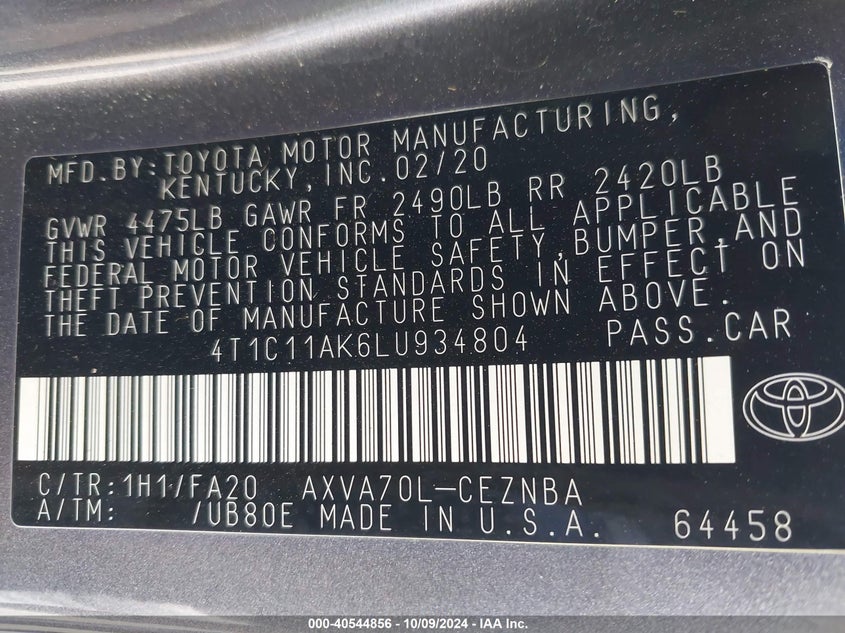 MFD.BY:TOYOTA MOTOR MANUFACTURING,
KENTUCKY,INC.02/20
GVWR 4475LB GAWR FR 2490LB RR 2420LB
THIS VEHICLE CONFORMS TO ALL APPLICABLE
FEDERAL MOTOR VEHICLE SAFETY,BUMPER,AND
THEFT PREVENTION STANDARDS IN EFFECT ON
THE DATE OF MANUFACTURE SHOWN ABOVE.
4T1C11AK6LU934804 PASS.CAR
C/TR:1H1/FA20 AXVA70L-CEZNBA
A/TM: /UB80E MADE IN U.S.A. 64458
000-40544856 - 10/09/2024 - IAA Inc.